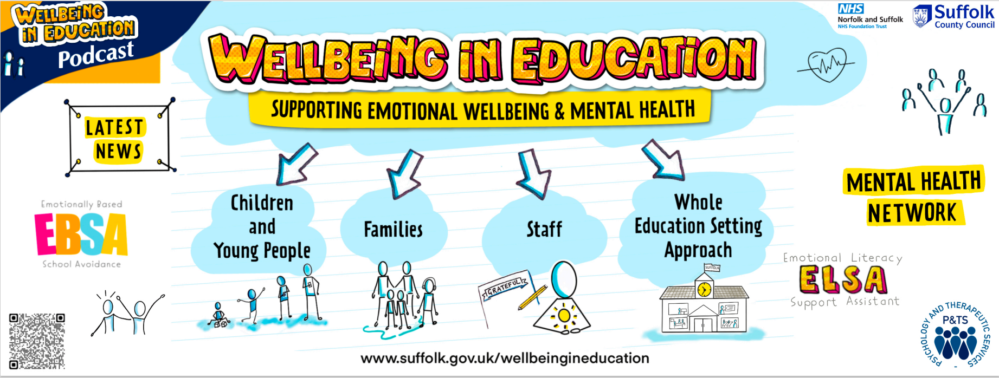 WELLBEING
IN EDUCATION
Podcast
NHS
Norfolk and Suffolk
NHS Foundation Trust
Suffolk
County Council
WELLBEING IN EDUCATION
SUPPORTING EMOTIONAL WELLBEING & MENTAL HEALTH
LATEST
NEWS
Children
and
Young People
Families
Staff
Whole
Education Setting
Approach
MENTAL HEALTH
NETWORK
Emotionally Based
EBSA
School Avoidance
Emotional Literacy
ELSA
Support Assistant
GRATEFUL
SUFFOLK
PSYCHOLOGY AND THERAPEUTIC SERVICES
P&TS
www.suffolk.gov.uk/wellbeingineducation